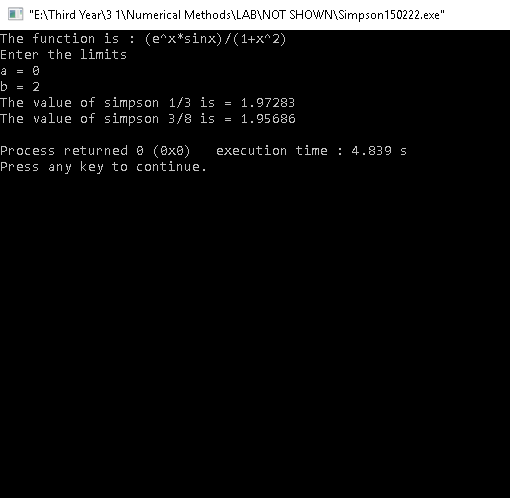 "E:\Third Year\3 1\Numerical Methods\LAB\NOT SHOWN\Simpson150222.exe"
The function is : (e^x*sinx)/(1+x^2)
Enter the limits
a = 0
b = 2
The value of simpson 1/3 is = 1.97283
The value of simpson 3/8 is = 1.95686
Process returned 0 (0x0)   execution time : 4.839 s
Press any key to continue.